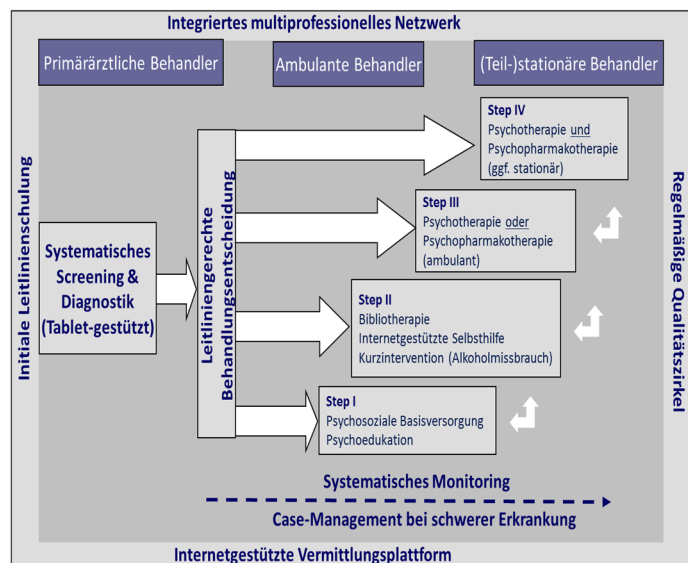 Integriertes multiprofessionelles Netzwerk
Primärärztliche Behandler
Ambulante Behandler
(Teil-)stationäre Behandler
Initiale Leitlinienschulung
Systematisches
Screening &
Diagnostik
(Tablet-gestützt)
Leitliniengerechte
Behandlungsentscheidung
Step IV
Psychotherapie und
Psychopharmakotherapie
(ggf. stationär)
Step III
Psychotherapie oder
Psychopharmakotherapie
(ambulant)
Step II
Bibliotherapie
Internetgestützte Selbsthilfe
Kurzintervention (Alkoholmissbrauch)
Step I
Psychosoziale Basisversorgung
Psychoedukation
Regelmäßige Qualitätszirkel
Systematisches Monitoring
Case-Management bei schwerer Erkrankung
Internetgestützte Vermittlungsplattform